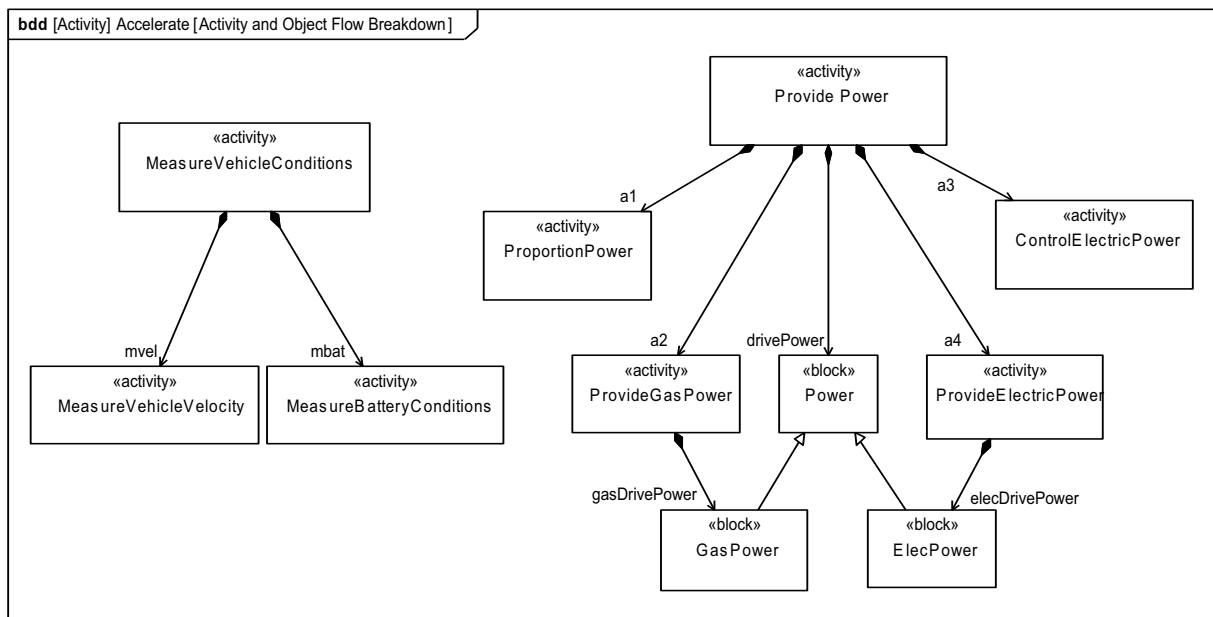 bdd [Activity] Accelerate [Activity and Object Flow Breakdown]
«activity»
MeasureVehicleConditions
mvel
mbat
«activity»
MeasureVehicleVelocity
«activity»
MeasureBatteryConditions
«activity»
Provide Power
a1
a3
«activity»
ProportionPower
«activity»
ControlElectricPower
a2
drivePower
a4
«activity»
ProvideGasPower
«block»
Power
«activity»
ProvideElectricPower
gasDrivePower
elecDrivePower
«block»
GasPower
«block»
ElecPower